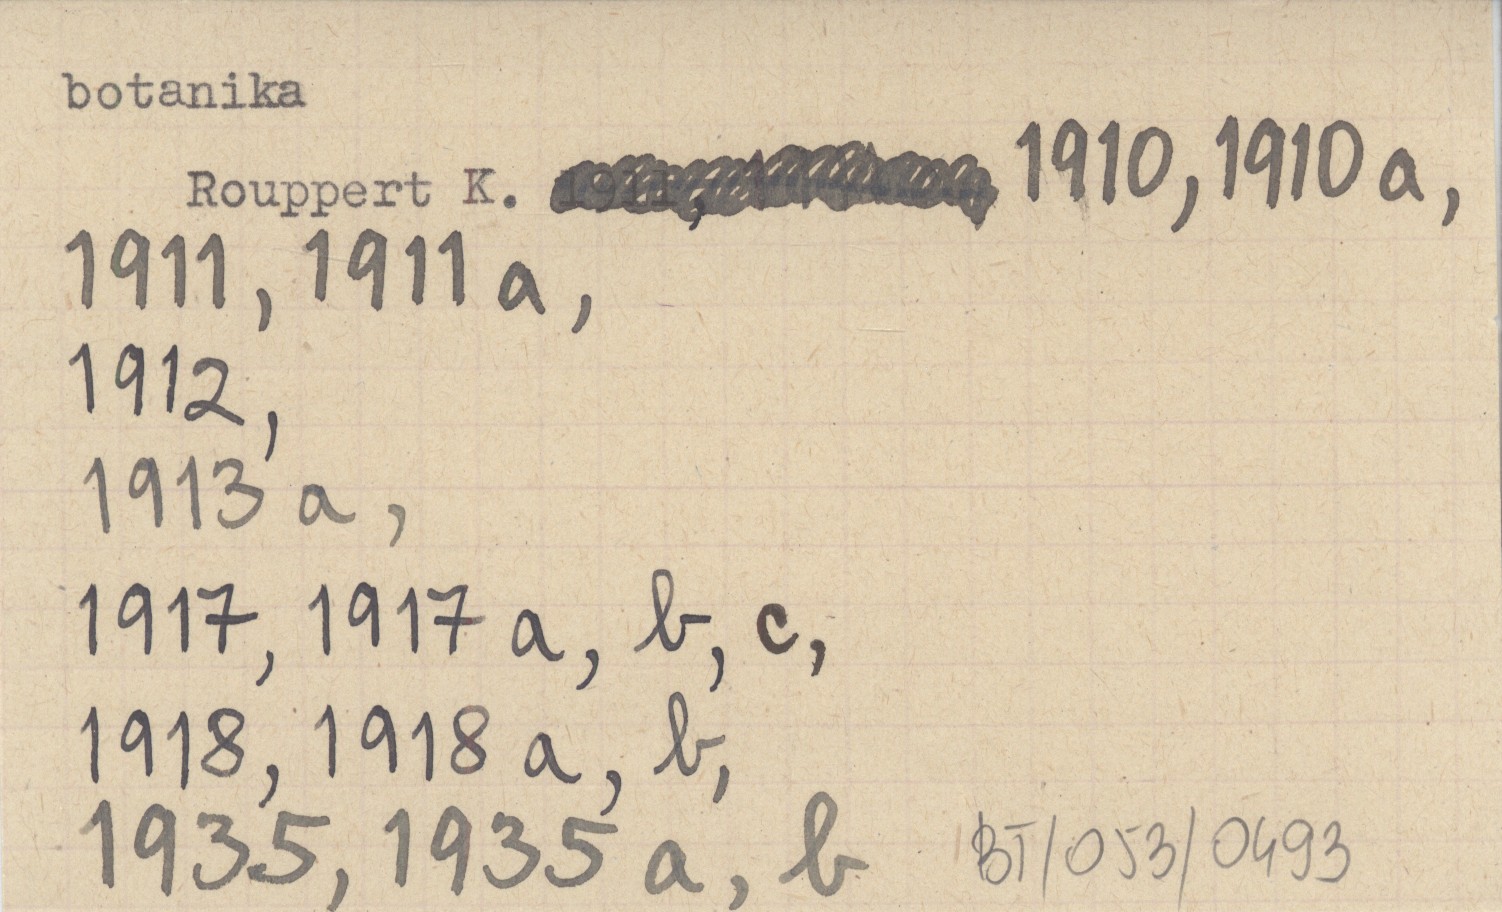 botanika
Rouppert K. 1910, 1910 a,
1911, 1911 a,
1912,
1913 a,
1917, 1917 a, b, c,
1918, 1918 a, b,
1935, 1935 a, b BT/053/0493